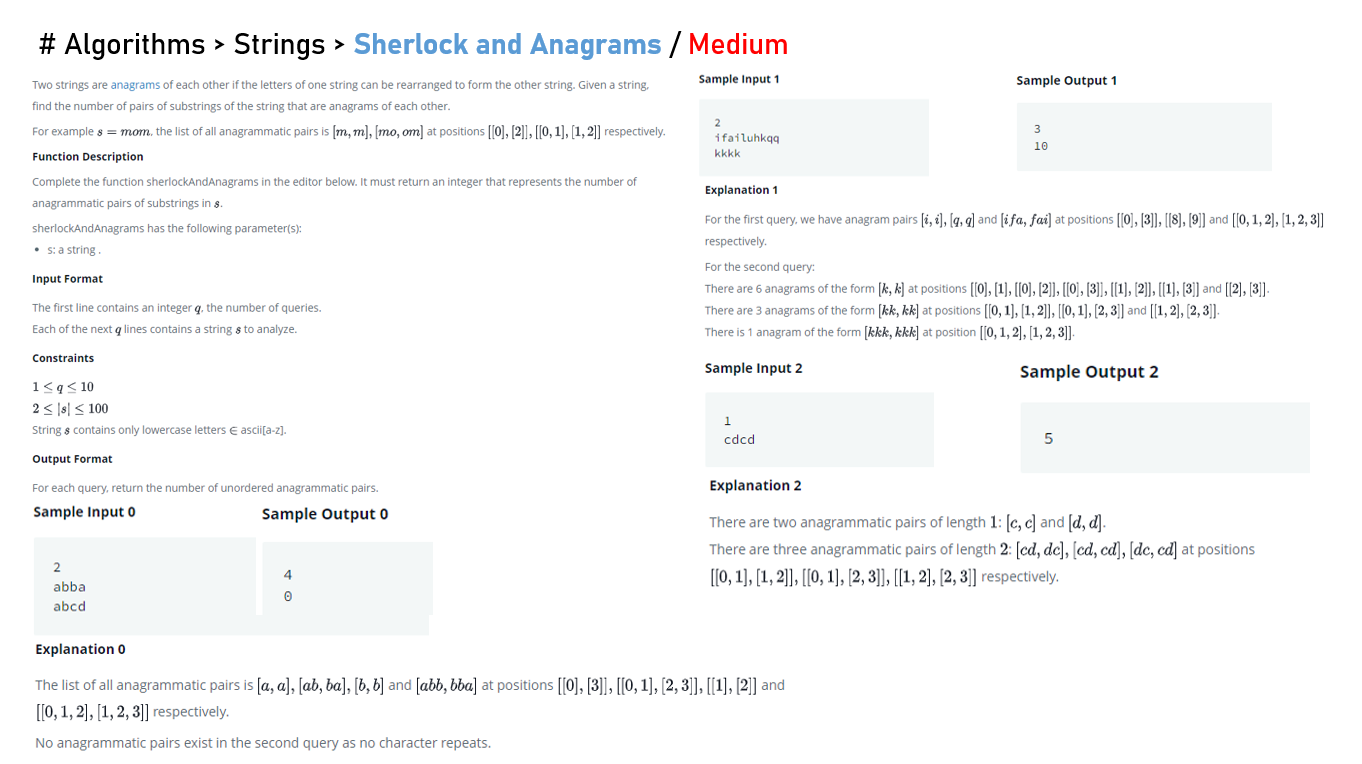 # Algorithms > Strings > Sherlock and Anagrams / Medium
Two strings are anagrams of each other if the letters of one string can be rearranged to form the other string. Given a string,
find the number of pairs of substrings of the string that are anagrams of each other.
For example s = mom, the list of all anagrammatic pairs is [m, m], [mo, om] at positions [[0], [2]], [[0, 1], [1, 2]] respectively.
Function Description
Complete the function sherlockAndAnagrams in the editor below. It must return an integer that represents the number of
anagrammatic pairs of substrings in s.
sherlockAndAnagrams has the following parameter(s):
• s: a string .
Input Format
The first line contains an integer q, the number of queries.
Each of the next q lines contains a string s to analyze.
Constraints
1 ≤ q ≤ 10
2 ≤ |s| ≤ 100
String s contains only lowercase letters ∈ ascii[a-z].
Output Format
For each query, return the number of unordered anagrammatic pairs.
Sample Input 0
2
abba
abcd
Sample Output 0
4
0
Explanation 0
The list of all anagrammatic pairs is [a, a], [ab, ba], [b, b] and [abb, bba] at positions [[0], [3]], [[0, 1], [2, 3]], [[1], [2]] and
[[0, 1, 2], [1, 2, 3]] respectively.
No anagrammatic pairs exist in the second query as no character repeats.
Sample Input 1
2
ifailuhkqq
kkkk
Sample Output 1
3
10
Explanation 1
For the first query, we have anagram pairs [i, i], [q, q] and [ifa, fai] at positions [[0], [3]], [[8], [9]] and [[0, 1, 2], [1, 2, 3]]
respectively.
For the second query:
There are 6 anagrams of the form [k, k] at positions [[0], [1], [[0], [2]], [[0], [3]], [[1], [2]], [[1], [3]] and [[2], [3]].
There are 3 anagrams of the form [kk, kk] at positions [[0, 1], [1, 2]], [[0, 1], [2, 3]] and [[1, 2], [2, 3]].
There is 1 anagram of the form [kkk, kkk] at position [[0, 1, 2], [1, 2, 3]].
Sample Input 2
1
cdcd
Sample Output 2
5
Explanation 2
There are two anagrammatic pairs of length 1: [c, c] and [d, d].
There are three anagrammatic pairs of length 2: [cd, dc], [cd, cd], [dc, cd] at positions
[[0, 1], [1, 2]], [[0, 1], [2, 3]], [[1, 2], [2, 3]] respectively.